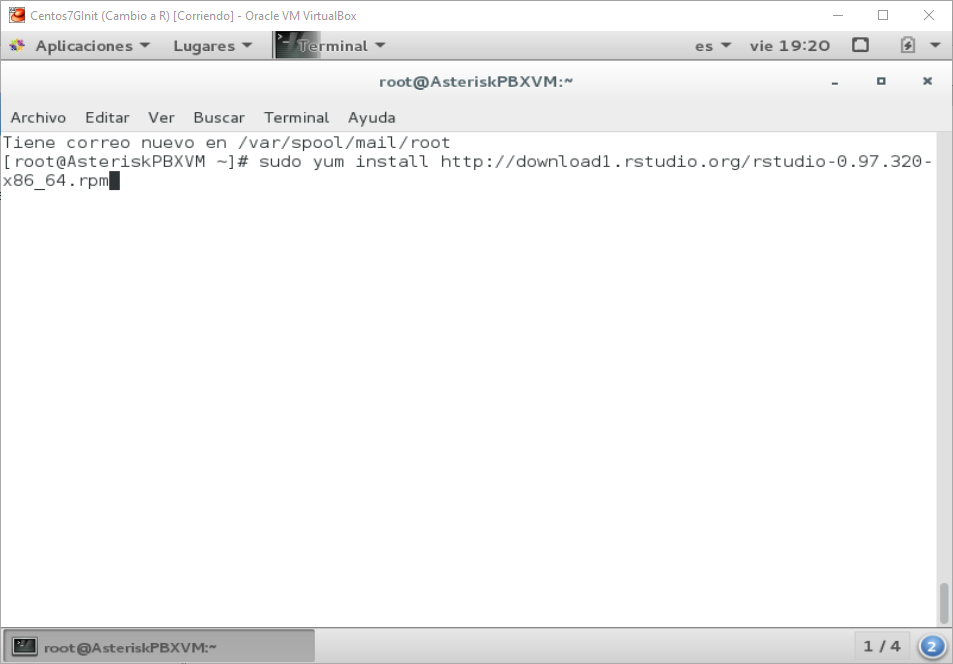 Centos7GInit (Cambio a R) [Corriendo] - Oracle VM VirtualBox
Aplicaciones Lugares Terminal es vie 19:20
root@AsteriskPBXVM:~
Archivo Editar Ver Buscar Terminal Ayuda
Tiene correo nuevo en /var/spool/mail/root
[root@AsteriskPBXVM ~]# sudo yum install http://download1.rstudio.org/rstudio-0.97.320-
x86_64.rpm
root@AsteriskPBXVM:~ 1 / 4 2